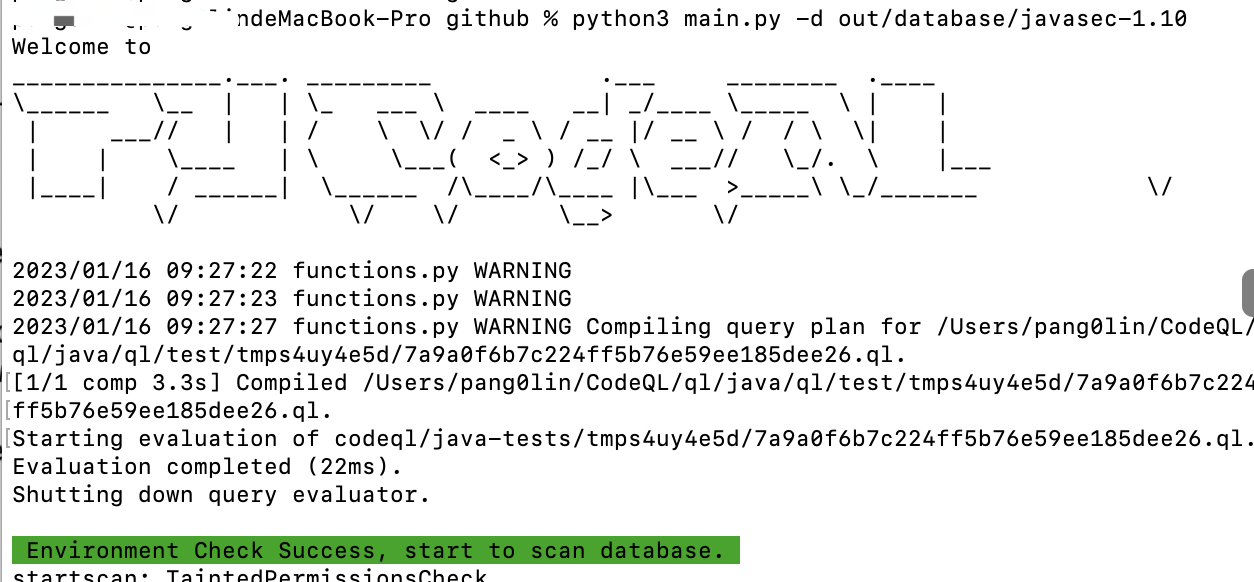 indeMacBook-Pro github % python3 main.py -d out/database/javasec-1.10
Welcome to
2023/01/16 09:27:22 functions.py WARNING
2023/01/16 09:27:23 functions.py WARNING
2023/01/16 09:27:27 functions.py WARNING Compiling query plan for /Users/pang0lin/CodeQL/
ql/java/ql/test/tmps4uy4e5d/7a9a0f6b7c224ff5b76e59ee185dee26.ql.
[1/1 comp 3.3s] Compiled /Users/pang0lin/CodeQL/ql/java/ql/test/tmps4uy4e5d/7a9a0f6b7c224
ff5b76e59ee185dee26.ql.
Starting evaluation of codeql/java-tests/tmps4uy4e5d/7a9a0f6b7c224ff5b76e59ee185dee26.ql.
Evaluation completed (22ms).
Shutting down query evaluator.
Environment Check Success, start to scan database.
startscan: TaintedPermissionsCheck